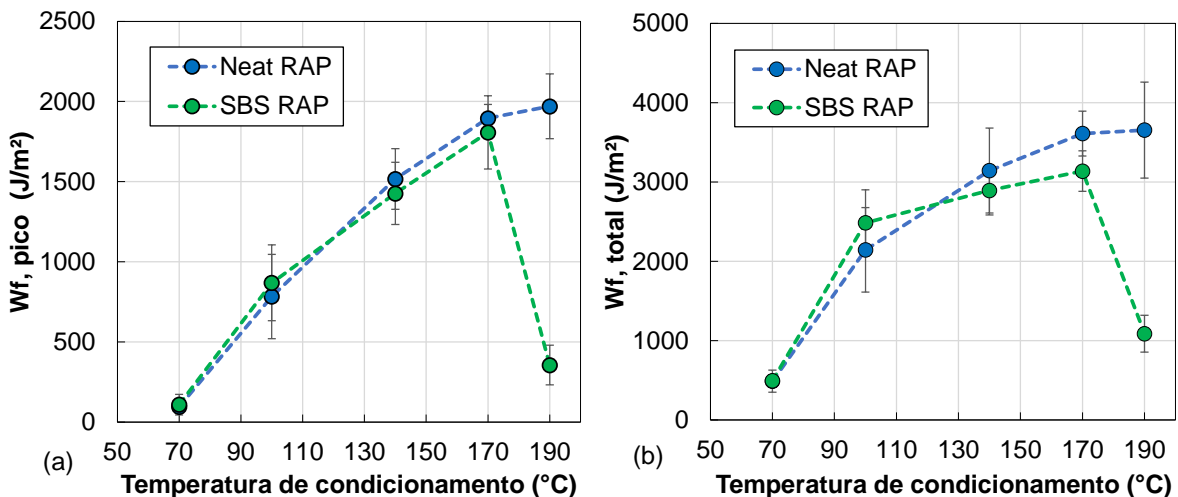 Wf, pico (J/m²)
2500
2000
1500
1000
500
0
Neat RAP
SBS RAP
50 70 90 110 130 150 170 190
(a) Temperatura de condicionamento (°C)
Wf, total (J/m²)
5000
4000
3000
2000
1000
0
Neat RAP
SBS RAP
50 70 90 110 130 150 170 190
(b) Temperatura de condicionamento (°C)